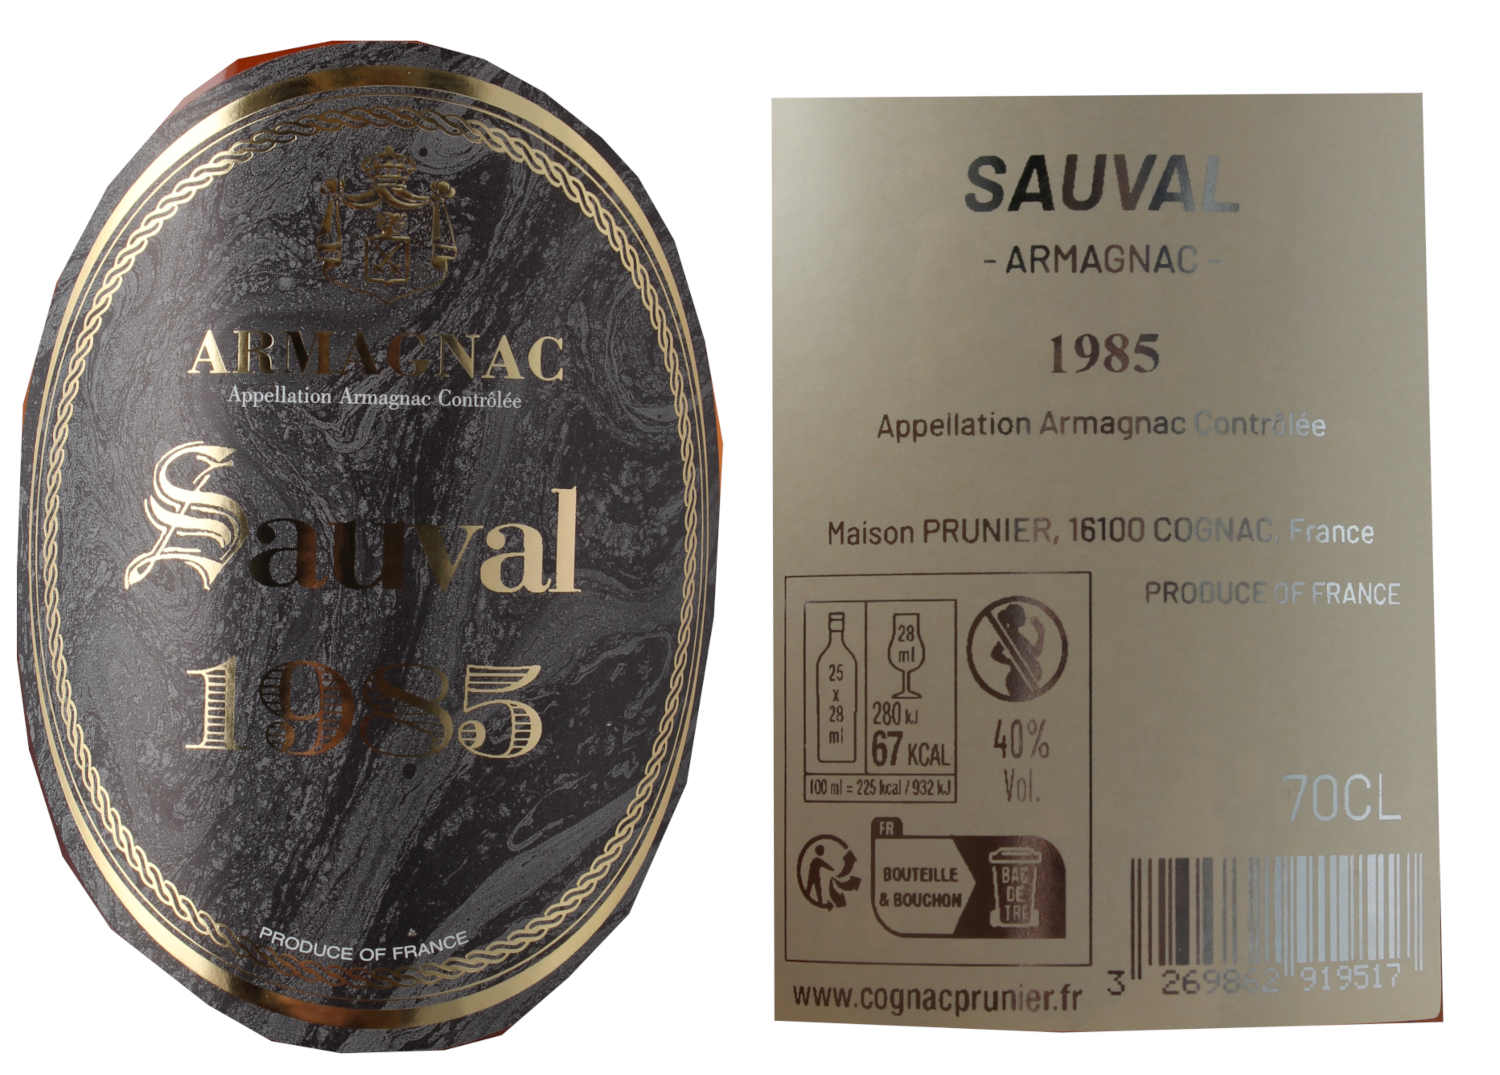 ARMAGNAC
Appellation Armagnac Contrôlée
Sauval
1985
PRODUCE OF FRANCE
SAUVAL
- ARMAGNAC -
1985
Appellation Armagnac Contrôlée
Maison PRUNIER, 16100 COGNAC, France
PRODUCE OF FRANCE
25
x
28
ml
28
ml
280 kJ
67 KCAL
100 ml = 225 kcal / 932 kJ
40%
Vol.
70CL
FR
BOUTEILLE
& BOUCHON
BAC
DE
TRI
www.cognacprunier.fr
3 919517